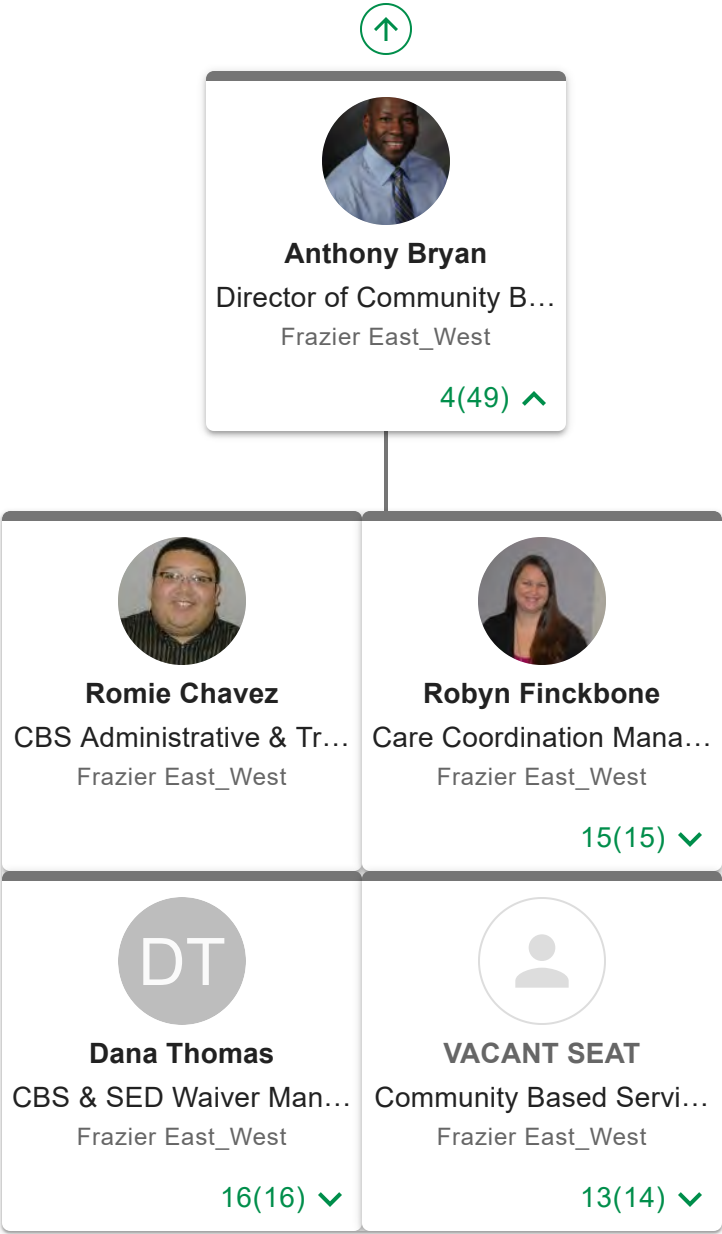 Anthony Bryan
Director of Community B...
Frazier East_West
4(49)
Romie Chavez
CBS Administrative & Tr...
Frazier East_West
Robyn Finckbone
Care Coordination Mana...
Frazier East_West
15(15)
DT
Dana Thomas
CBS & SED Waiver Man...
Frazier East_West
16(16)
VACANT SEAT
Community Based Servi...
Frazier East_West
13(14)